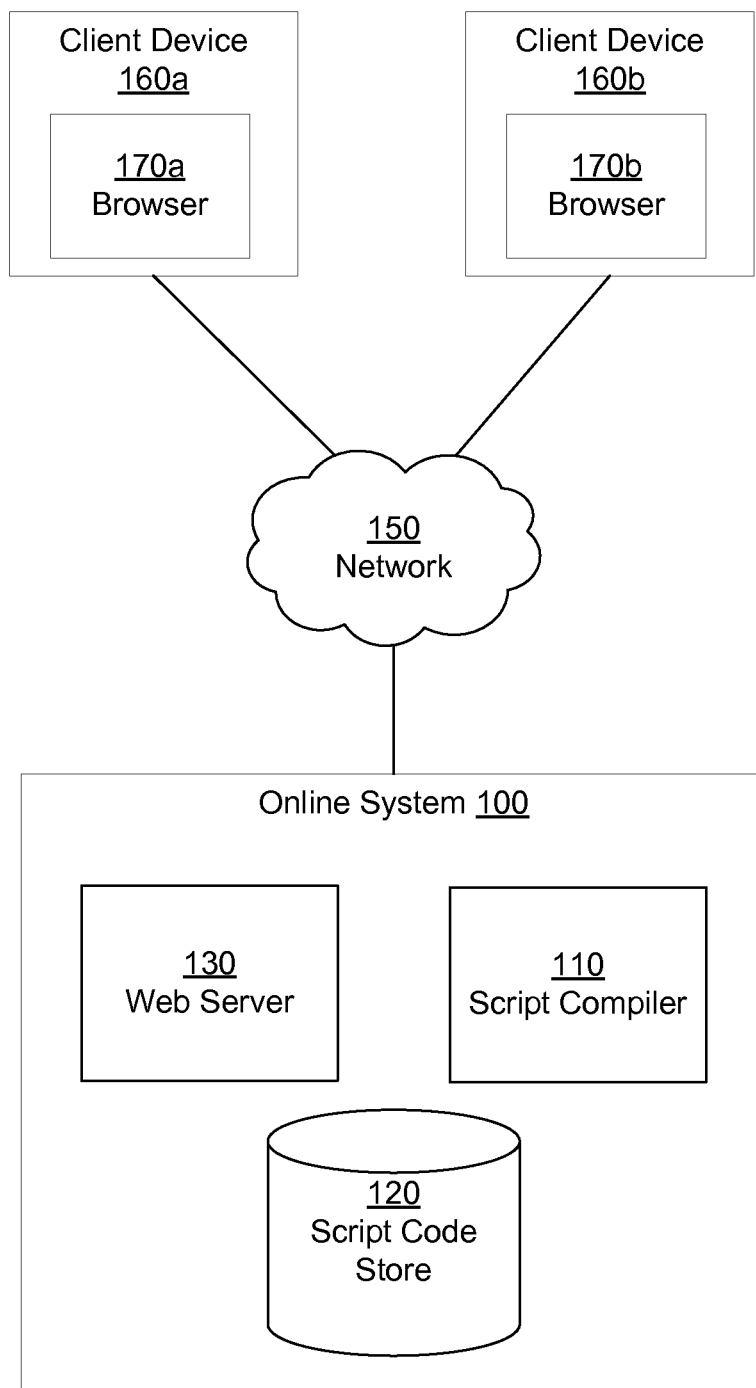 Client Device
160a
170a
Browser
Client Device
160b
170b
Browser
150
Network
Online System 100
130
Web Server
110
Script Compiler
120
Script Code
Store